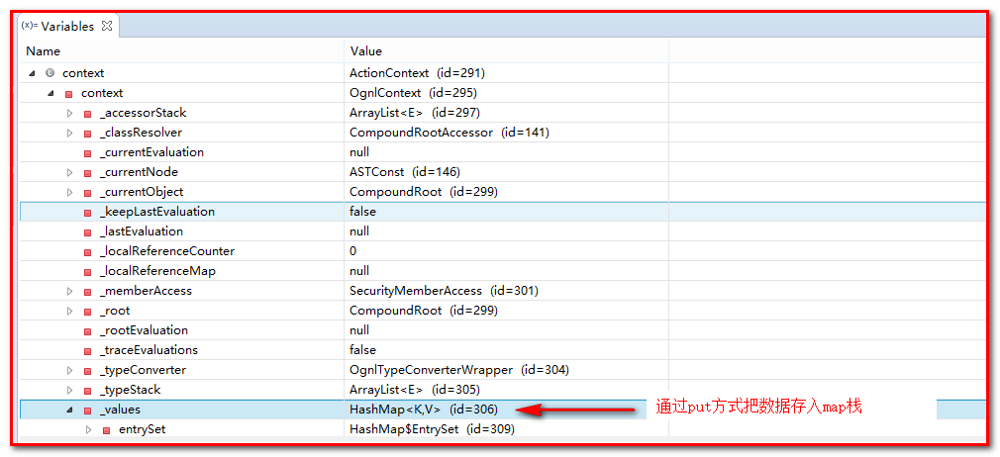 (x)= Variables
Name Value
context ActionContext (id=291)
context OgnlContext (id=295)
_accessorStack ArrayList<E> (id=297)
_classResolver CompoundRootAccessor (id=141)
_currentEvaluation null
_currentNode ASTConst (id=146)
_currentObject CompoundRoot (id=299)
_keepLastEvaluation false
_lastEvaluation null
_localReferenceCounter 0
_localReferenceMap null
_memberAccess SecurityMemberAccess (id=301)
_root CompoundRoot (id=299)
_rootEvaluation null
_traceEvaluations false
_typeConverter OgnlTypeConverterWrapper (id=304)
_typeStack ArrayList<E> (id=305)
_values HashMap<K,V> (id=306) 通过put方式把数据存入map栈
entrySet HashMap$EntrySet (id=309)